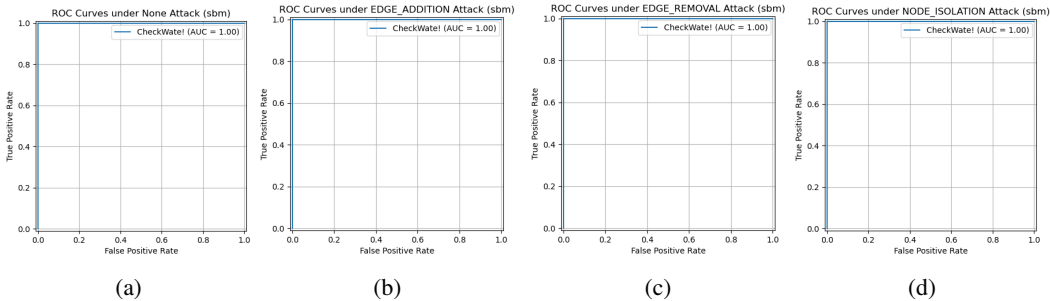 ROC Curves under None Attack (sbm)
CheckWate! (AUC = 1.00)
True Positive Rate
1.0
0.8
0.6
0.4
0.2
0.0
0.0 0.2 0.4 0.6 0.8 1.0
False Positive Rate
(a)
ROC Curves under EDGE_ADDITION Attack (sbm)
CheckWate! (AUC = 1.00)
True Positive Rate
1.0
0.8
0.6
0.4
0.2
0.0
0.0 0.2 0.4 0.6 0.8 1.0
False Positive Rate
(b)
ROC Curves under EDGE_REMOVAL Attack (sbm)
CheckWate! (AUC = 1.00)
True Positive Rate
1.0
0.8
0.6
0.4
0.2
0.0
0.0 0.2 0.4 0.6 0.8 1.0
False Positive Rate
(c)
ROC Curves under NODE_ISOLATION Attack (sbm)
CheckWate! (AUC = 1.00)
True Positive Rate
1.0
0.8
0.6
0.4
0.2
0.0
0.0 0.2 0.4 0.6 0.8 1.0
False Positive Rate
(d)